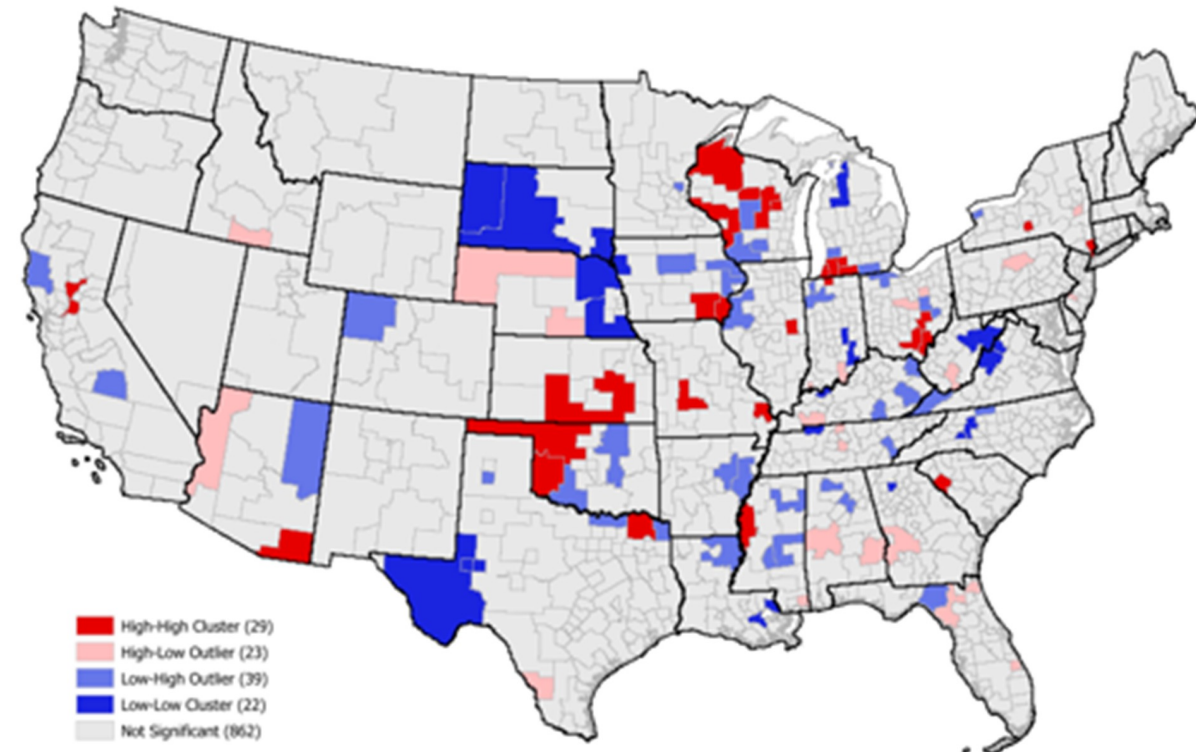 High-High Cluster (29)
High-Low Outlier (23)
Low-High Outlier (39)
Low-Low Cluster (22)
Not Significant (862)